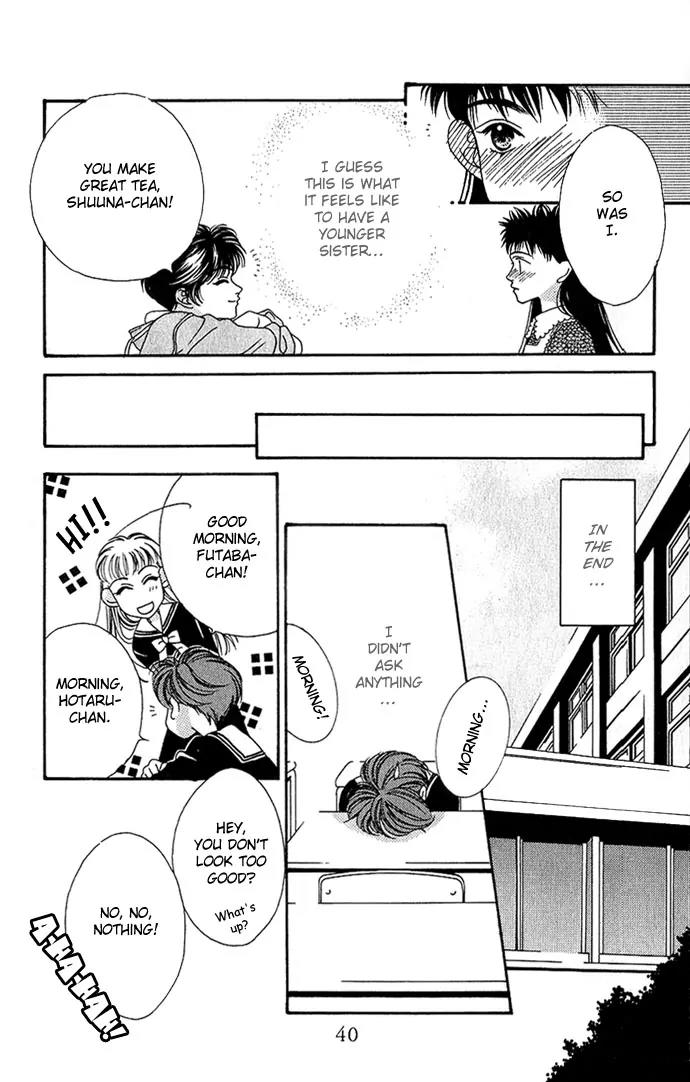 SO
WAS
I.
I GUESS
THIS IS WHAT
IT FEELS LIKE
TO HAVE A
YOUNGER
SISTER...
YOU MAKE
GREAT TEA,
SHUUNA-CHAN!
IN
THE
END
...
I
DIDN'T
ASK
ANYTHING
...
MORNING...
MORNING!
HI!!
GOOD
MORNING,
FUTABA-
CHAN!
MORNING,
HOTARU-
CHAN.
HEY,
YOU DON'T
LOOK TOO
GOOD?
What's
up?
NO, NO,
NOTHING!
A-HA-HAH!
40